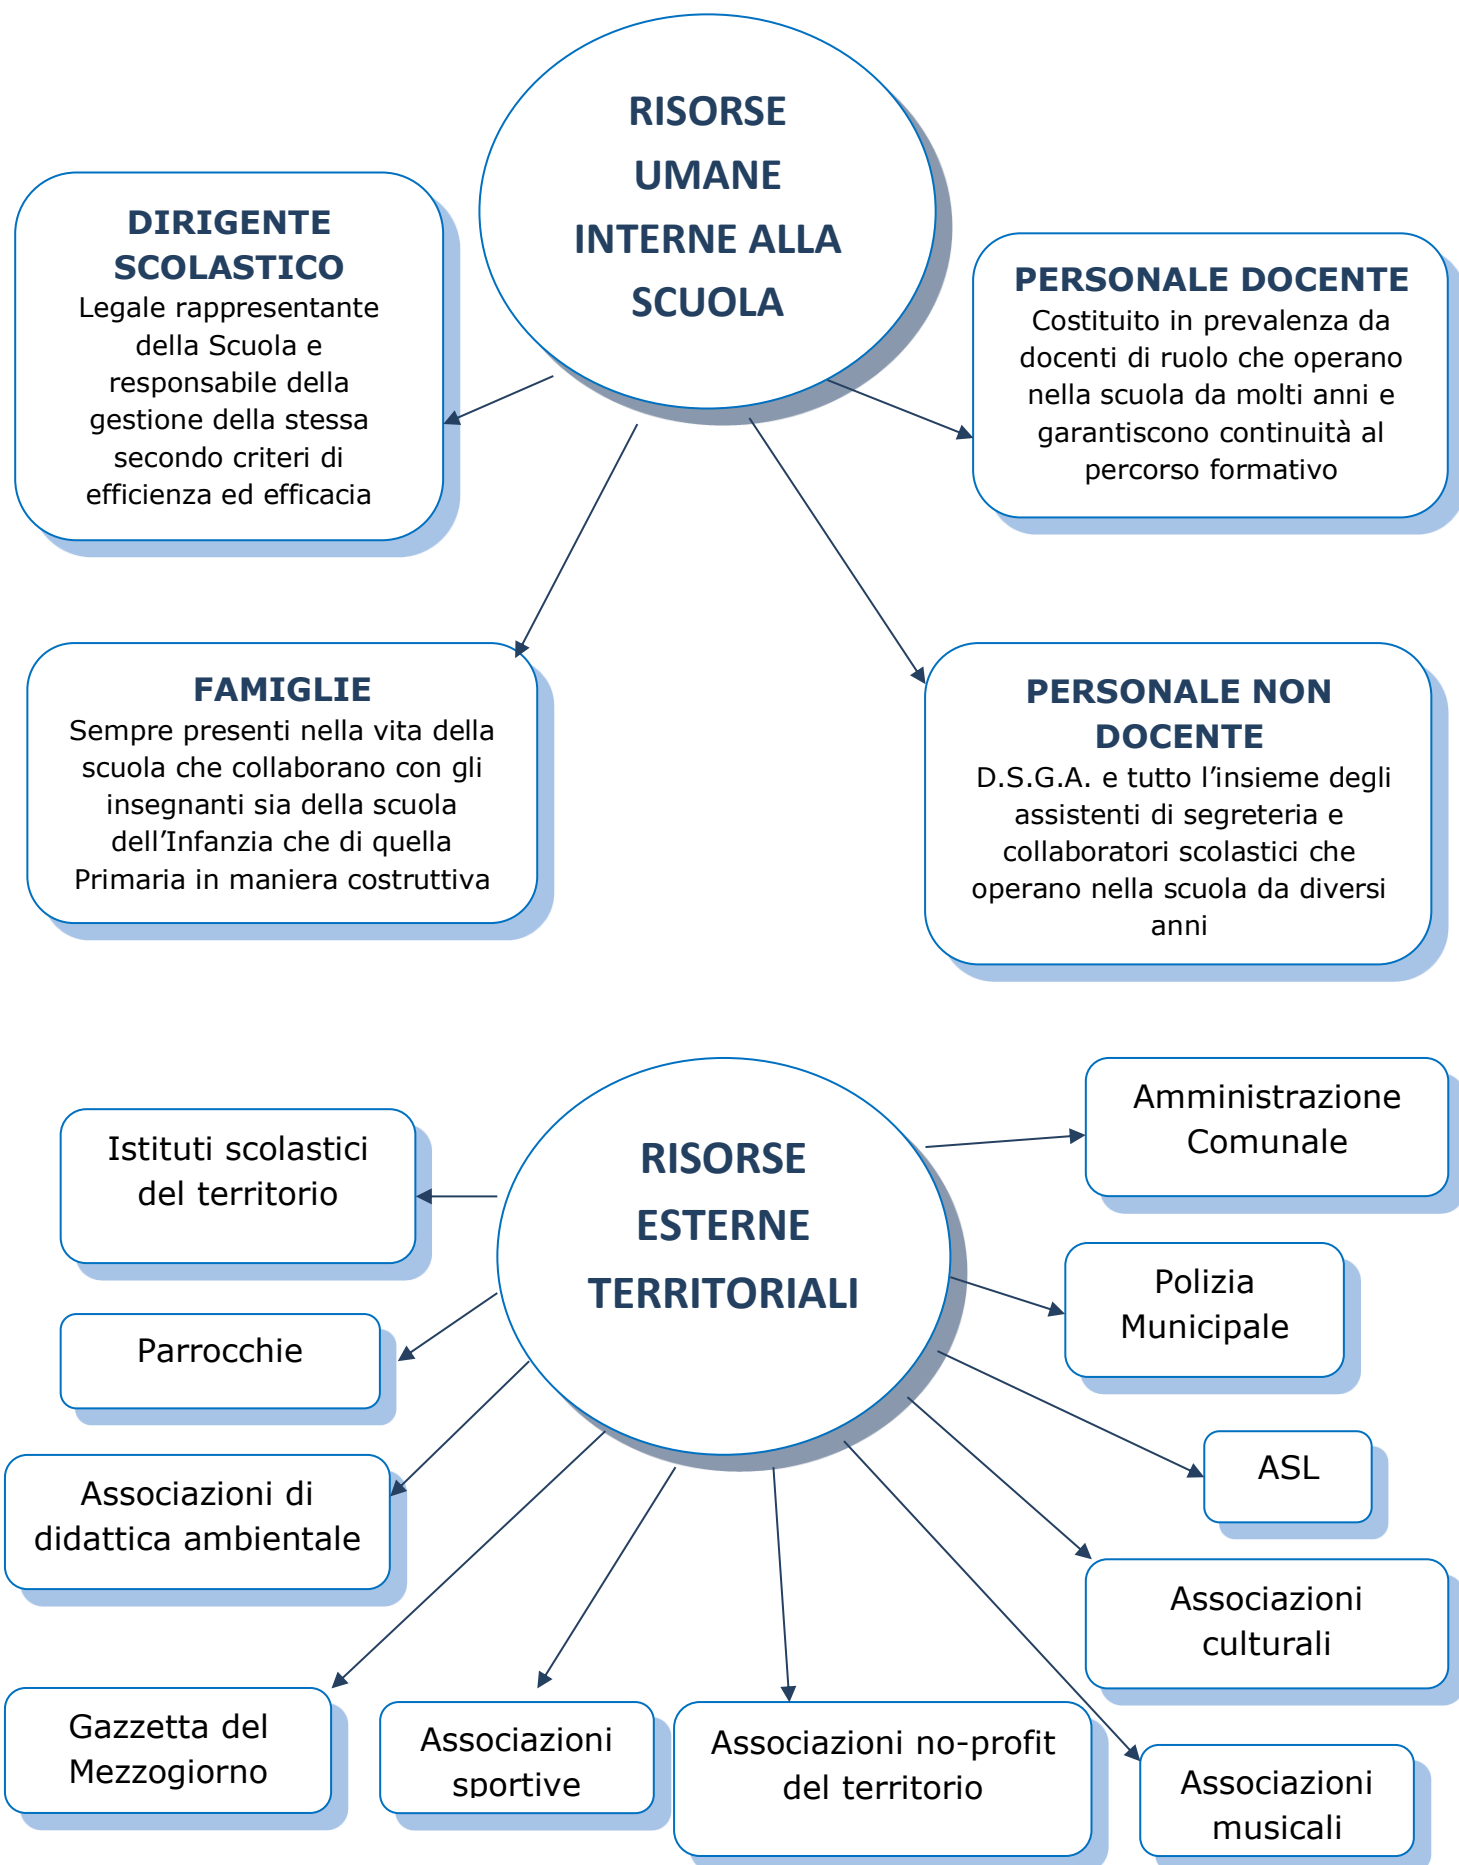 RISORSE
UMANE
INTERNE ALLA
SCUOLA
DIRIGENTE
SCOLASTICO
Legale rappresentante
della Scuola e
responsabile della
gestione della stessa
secondo criteri di
efficienza ed efficacia
PERSONALE DOCENTE
Costituito in prevalenza da
docenti di ruolo che operano
nella scuola da molti anni e
garantiscono continuità al
percorso formativo
FAMIGLIE
Sempre presenti nella vita della
scuola che collaborano con gli
insegnanti sia della scuola
dell’Infanzia che di quella
Primaria in maniera costruttiva
PERSONALE NON
DOCENTE
D.S.G.A. e tutto l’insieme degli
assistenti di segreteria e
collaboratori scolastici che
operano nella scuola da diversi
anni
RISORSE
ESTERNE
TERRITORIALI
Istituti scolastici
del territorio
Amministrazione
Comunale
Parrocchie
Polizia
Municipale
Associazioni di
didattica ambientale
ASL
Associazioni
culturali
Gazzetta del
Mezzogiorno
Associazioni
sportive
Associazioni no-profit
del territorio
Associazioni
musicali